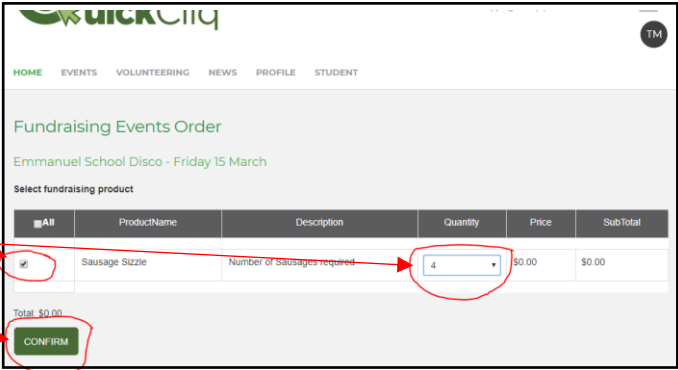 QuickCliq
TM
HOME EVENTS VOLUNTEERING NEWS PROFILE STUDENT
Fundraising Events Order
Emmanuel School Disco - Friday 15 March
Select fundraising product
All ProductName Description Quantity Price SubTotal
Sausage Sizzle Number of Sausages required 4 $0.00 $0.00
Total: $0.00
CONFIRM